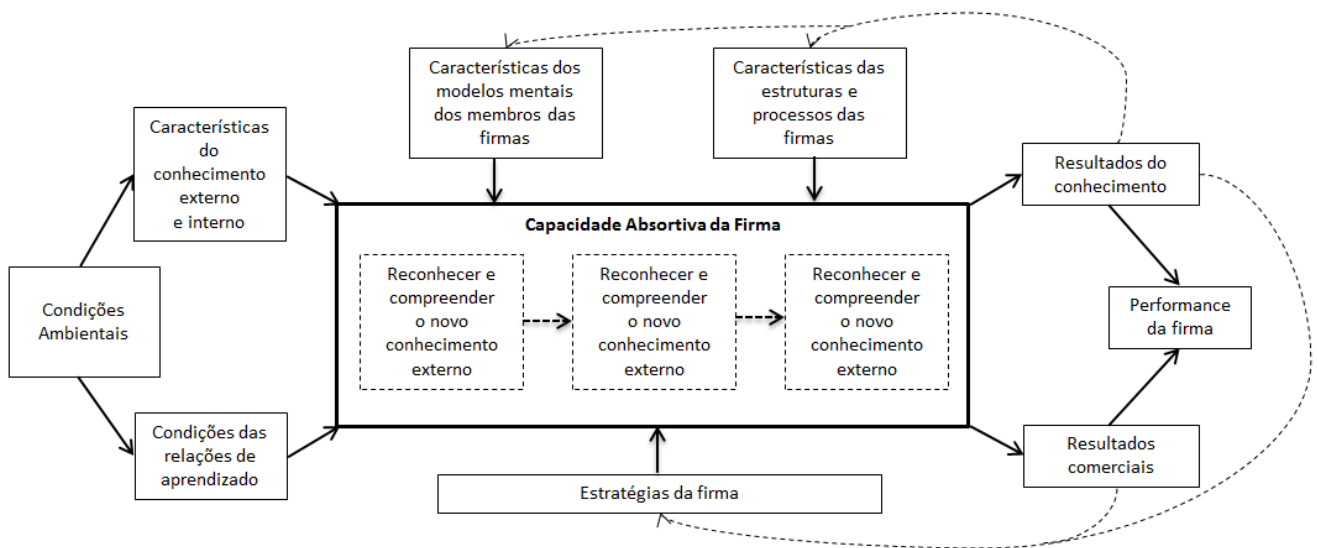 Características dos
modelos mentais
dos membros das
firmas
Características das
estruturas e
processos das
firmas
Características
do
conhecimento
externo
e interno
Resultados do
conhecimento
Capacidade Absortiva da Firma
Reconhecer e
compreender
o novo
conhecimento
externo
Reconhecer e
compreender
o novo
conhecimento
externo
Reconhecer e
compreender
o novo
conhecimento
externo
Condições
Ambientais
Performance
da firma
Condições das
relações de
aprendizado
Resultados
comerciais
Estratégias da firma